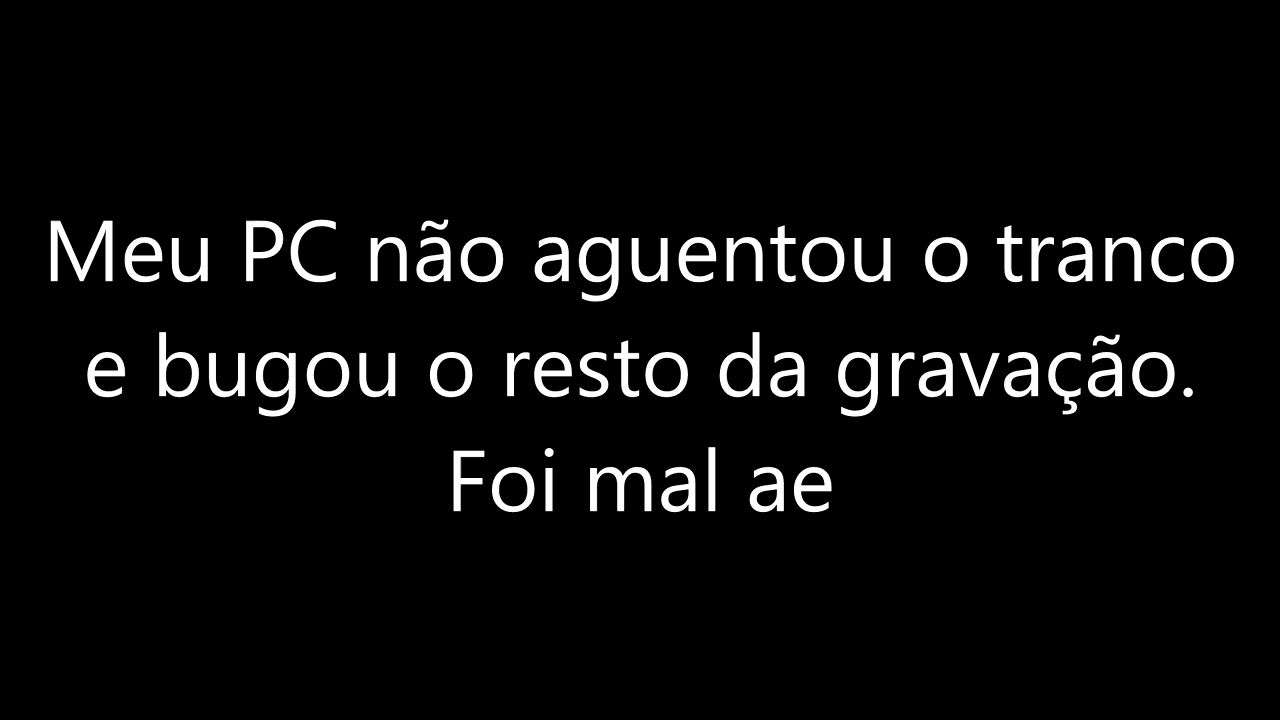 Meu PC não aguentou o tranco
e bugou o resto da gravação.
Foi mal ae